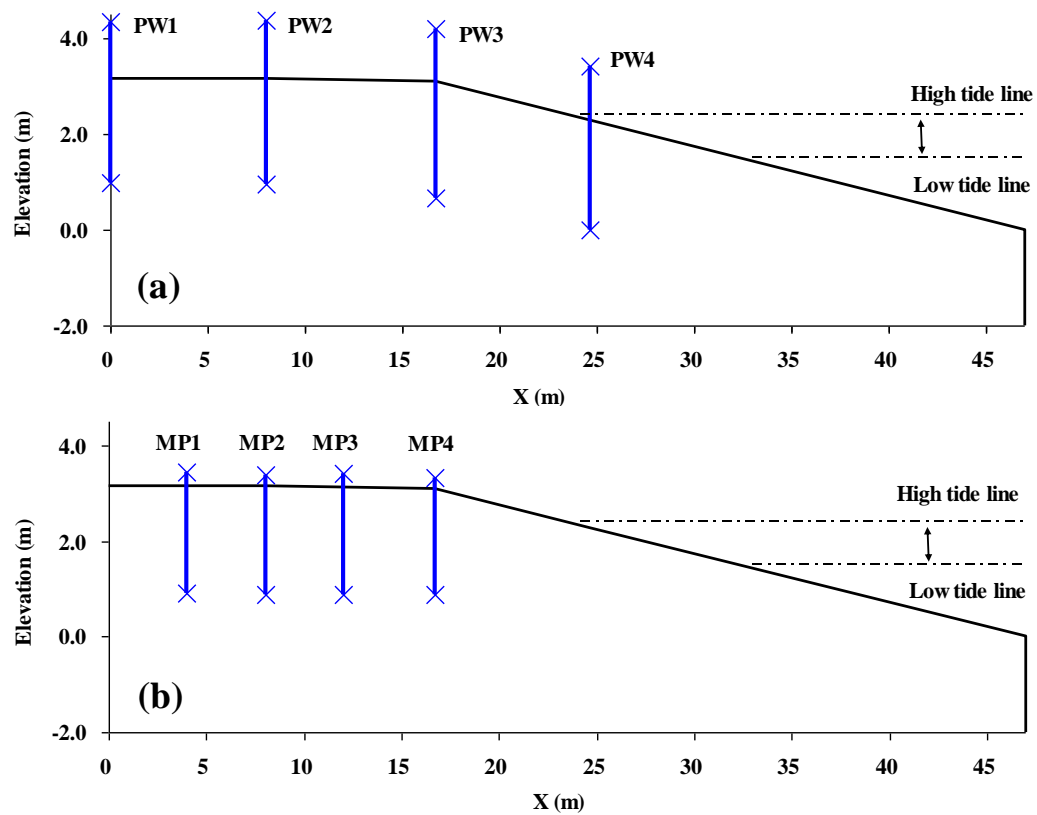 PW1
PW2
PW3
PW4
4.0
2.0
0.0
-2.0
Elevation (m)
High tide line
Low tide line
(a)
0 5 10 15 20 25 30 35 40 45
X (m)
MP1 MP2 MP3 MP4
4.0
2.0
0.0
-2.0
Elevation (m)
High tide line
Low tide line
(b)
0 5 10 15 20 25 30 35 40 45
X (m)